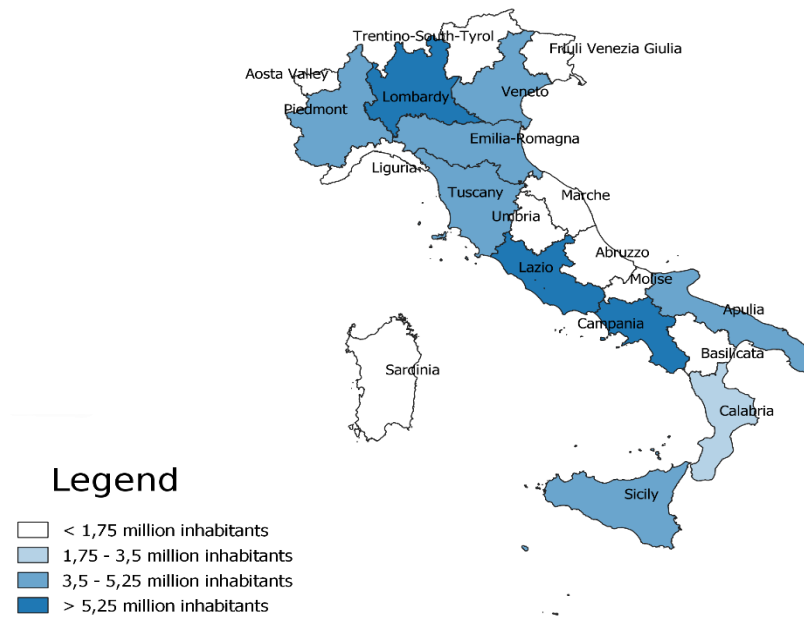 Trentino-South-Tyrol
Friuli Venezia Giulia
Aosta Valley
Lombardy
Veneto
Piedmont
Emilia-Romagna
Liguria
Tuscany
Marche
Umbria
Abruzzo
Lazio
Molise
Apulia
Campania
Basilicata
Sardinia
Calabria
Sicily
Legend
< 1,75 million inhabitants
1,75 - 3,5 million inhabitants
3,5 - 5,25 million inhabitants
> 5,25 million inhabitants